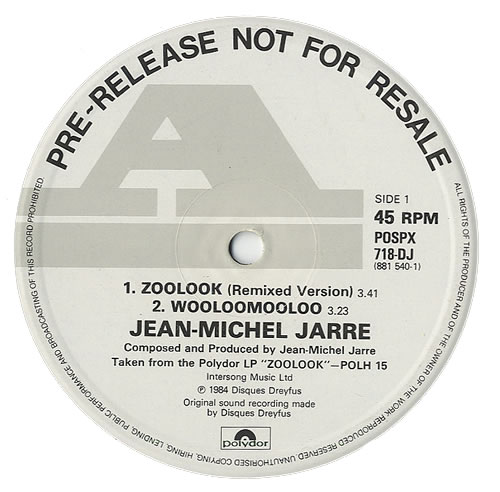 PRE-RELEASE NOT FOR RESALE
A
SIDE 1
45 RPM
POSPX
718-DJ
(881 540-1)
1. ZOOLOOK (Remixed Version) 3.41
2. WOOLOOMOOLOO 3.23
JEAN-MICHEL JARRE
Composed and Produced by Jean-Michel Jarre
Taken from the Polydor LP "ZOOLOOK"—POLH 15
Intersong Music Ltd
℗ 1984 Disques Dreyfus
Original sound recording made
by Disques Dreyfus
polydor
ALL RIGHTS OF THE PRODUCER AND OF THE OWNER OF THE WORK REPRODUCED RESERVED. UNAUTHORISED COPYING, HIRING, LENDING, PUBLIC PERFORMANCE AND BROADCASTING OF THIS RECORD PROHIBITED.